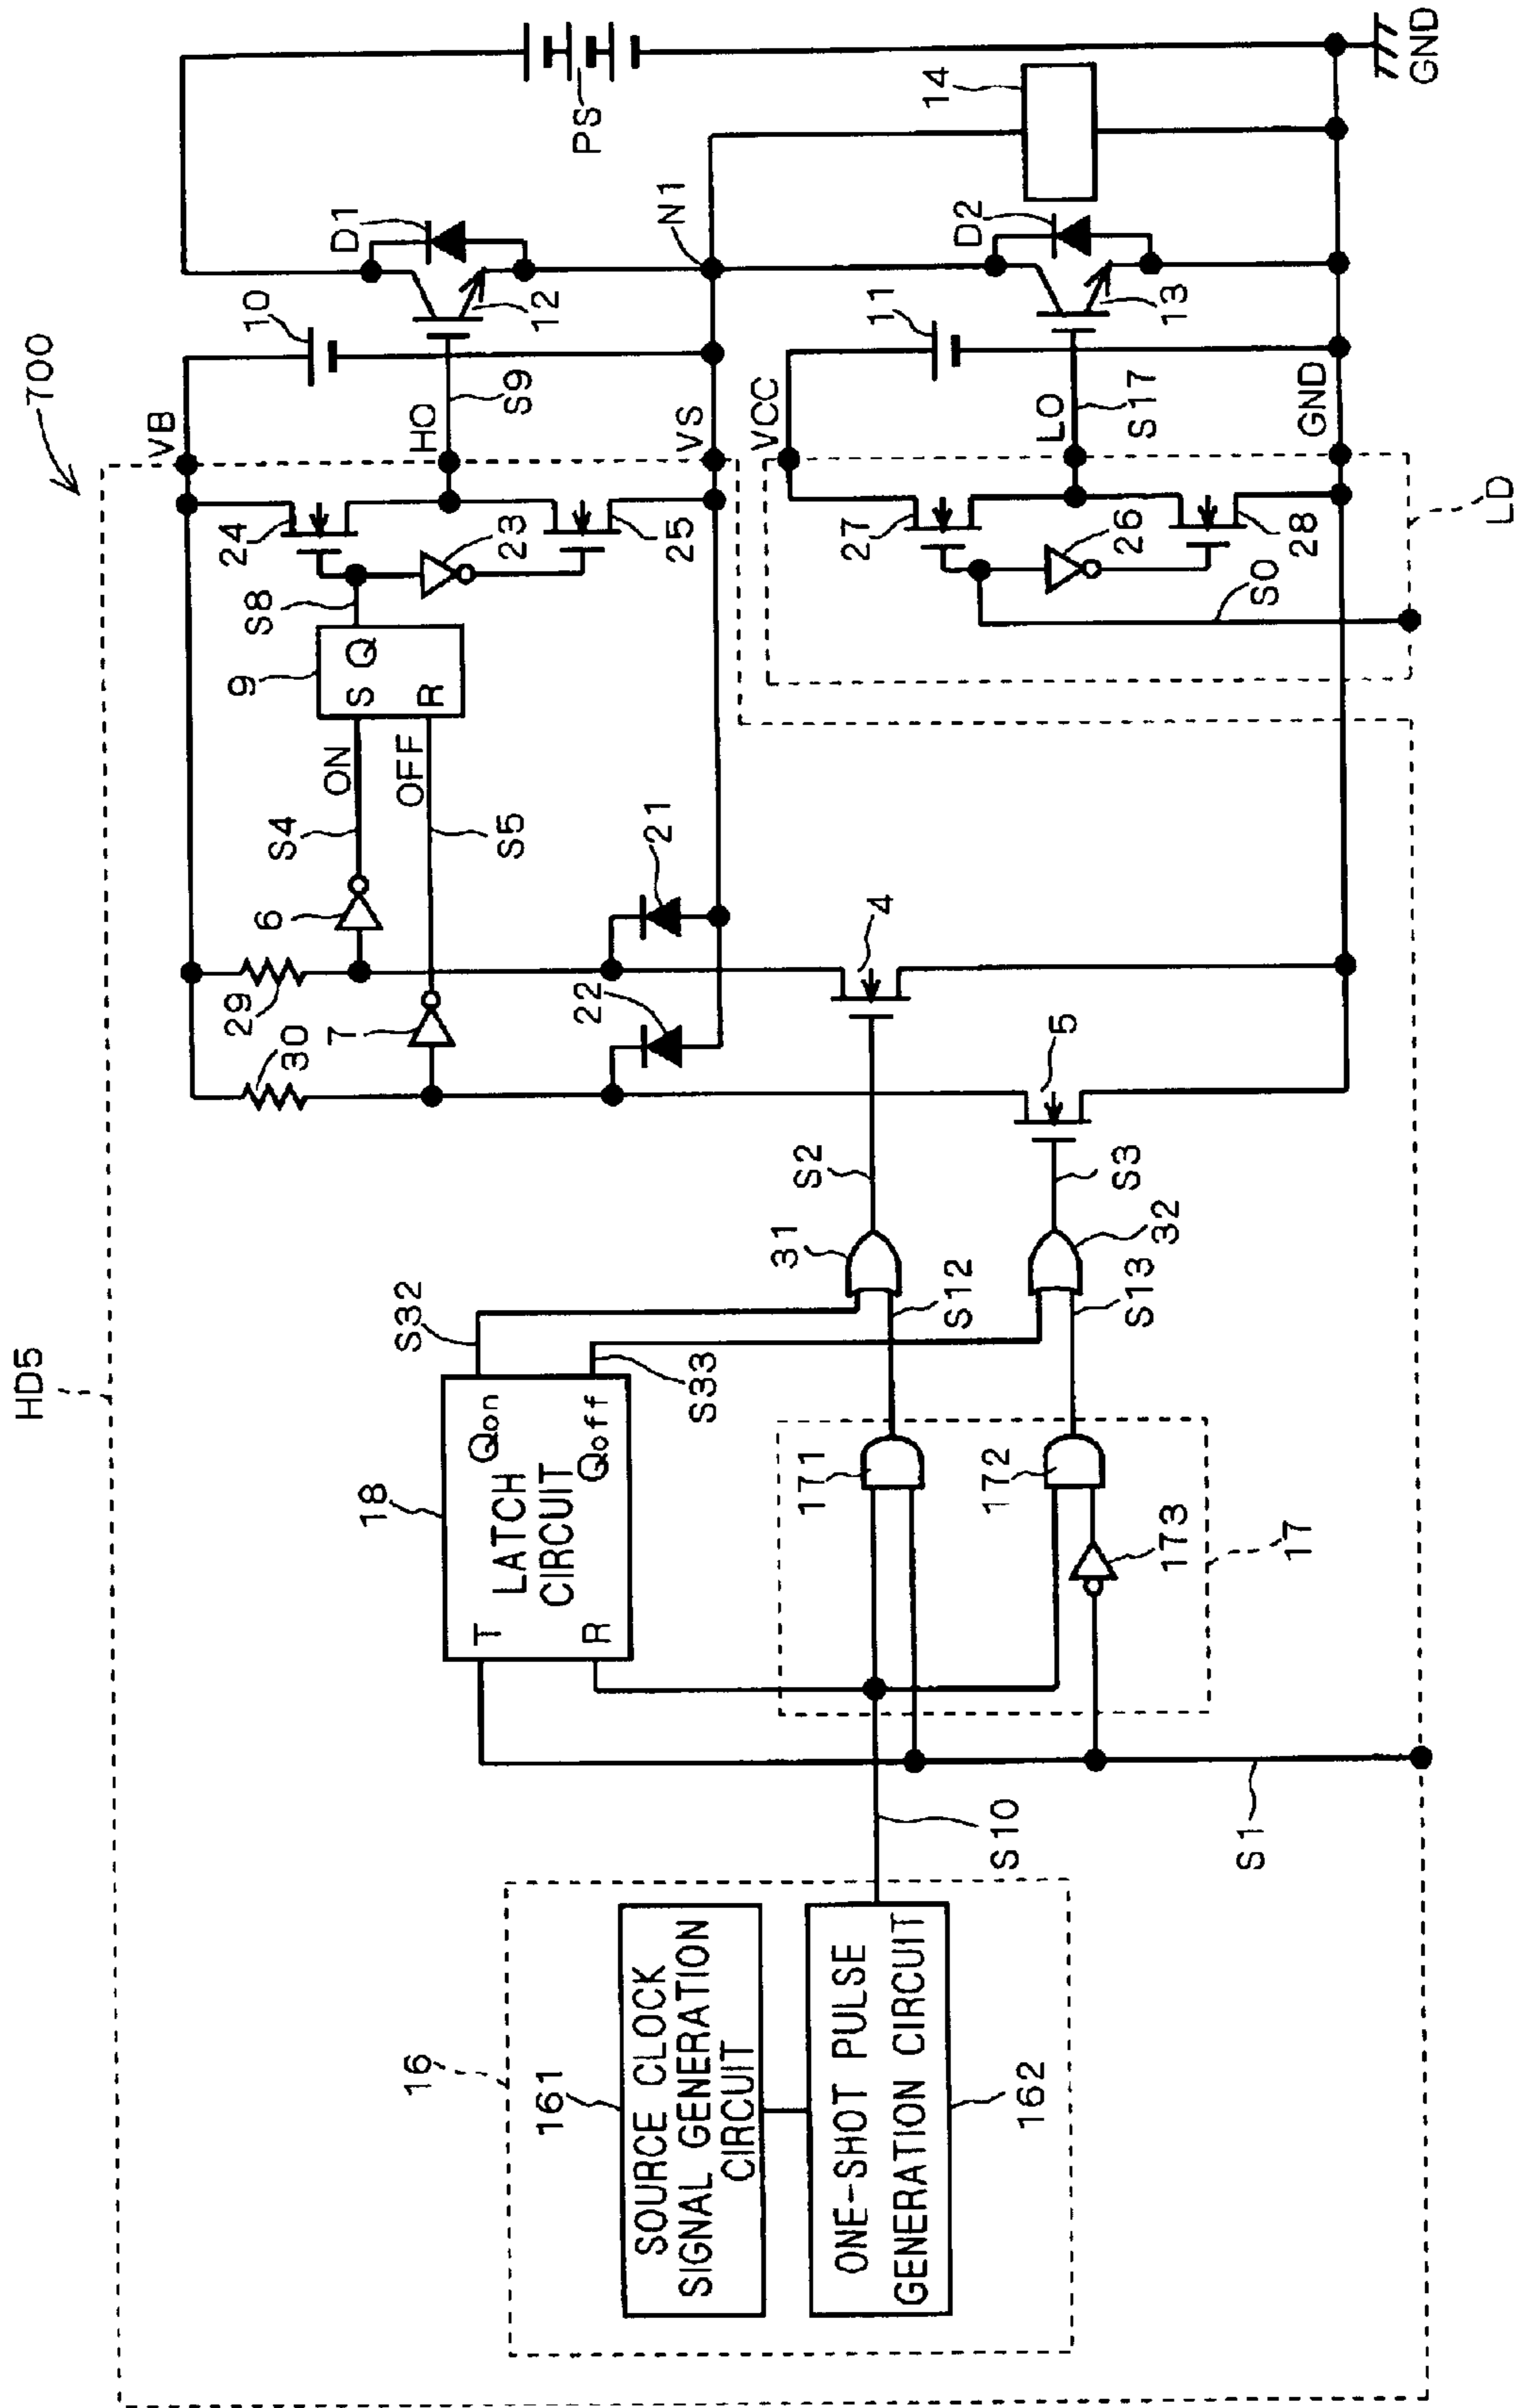 700
HD5
VB
10
D1
PS
24
HO
S9
12
S8
23
9
S Q
R
25
VS
N1
ON
S4
OFF
S5
6
29
7
30
21
22
VCC
11
D2
14
27
LO
S17
13
26
28
S0
GND
GND
LD
4
5
S2
S3
31
32
S32
S33
S12
S13
18
T Qon
LATCH
CIRCUIT
R Qoff
171
172
173
17
S10
S1
16
161
SOURCE CLOCK
SIGNAL GENERATION
CIRCUIT
ONE-SHOT PULSE
GENERATION CIRCUIT
162